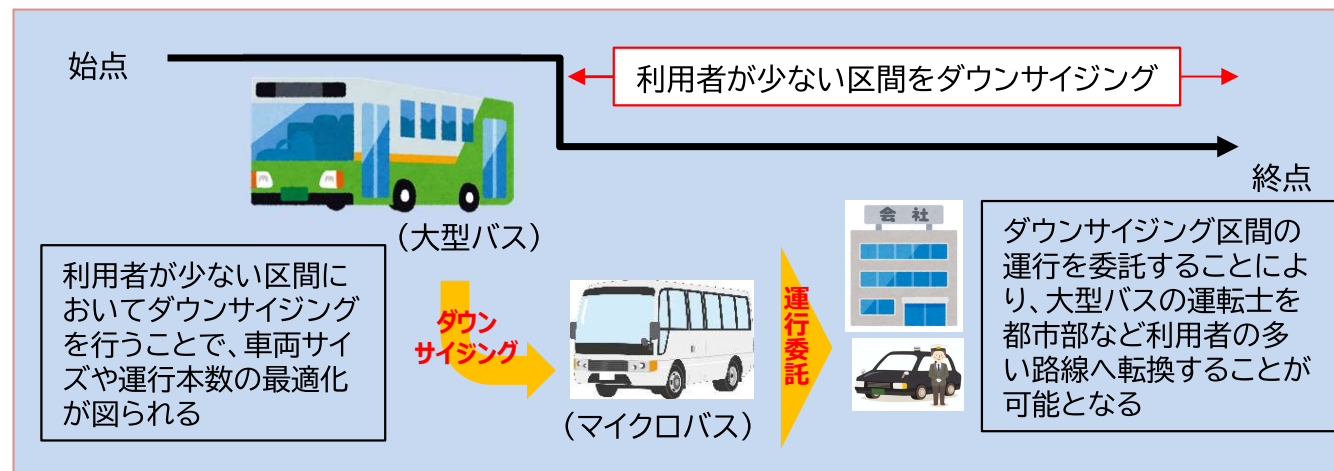 始点
利用者が少ない区間をダウンサイジング
終点
(大型バス)
利用者が少ない区間に
おいてダウンサイジング
を行うことで、車両サイ
ズや運行本数の最適化
が図られる
ダウン
サイジング
(マイクロバス)
運行委託
会社
ダウンサイジング区間の
運行を委託することによ
り、大型バスの運転士を
都市部など利用者の多
い路線へ転換することが
可能となる